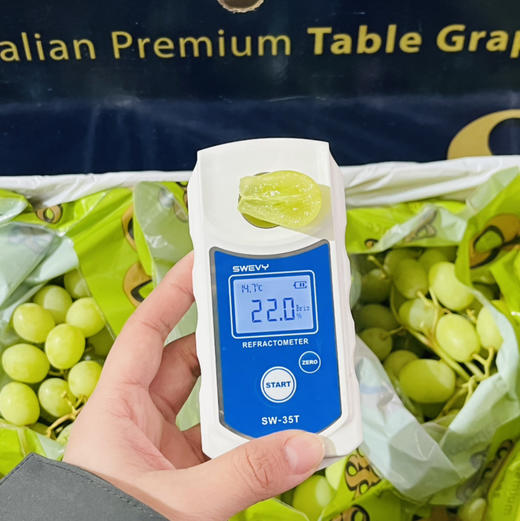 alian Premium Table Grap
SWEVY
14.7°C
22.0 Brix
%
REFRACTOMETER
ZERO
START
SW-35T